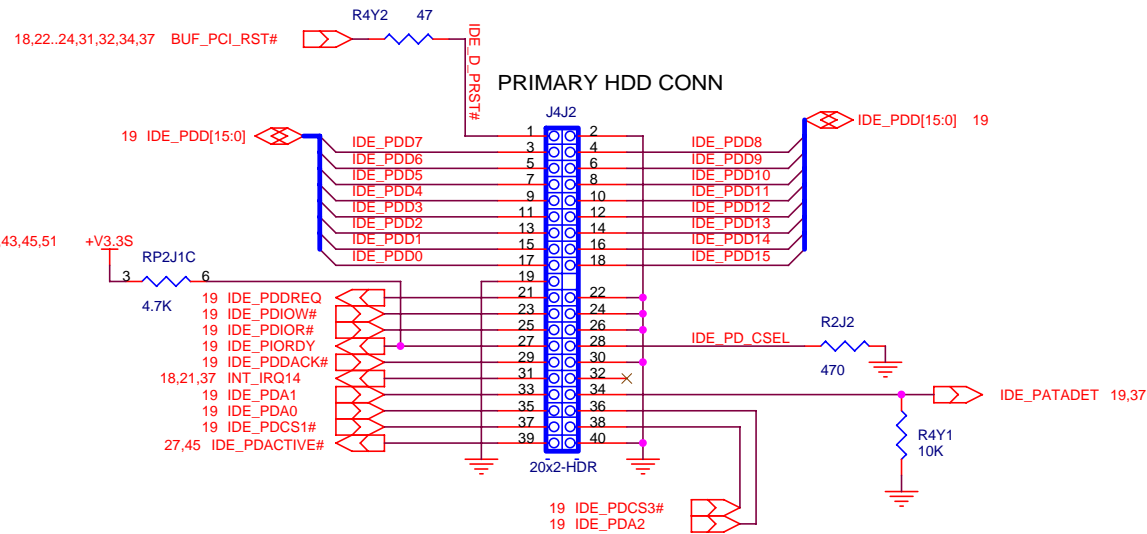 R4Y2 47
18,22..24,31,32,34,37 BUF_PCI_RST#
IDE_D_PRST#
PRIMARY HDD CONN
J4J2
1 2
19 IDE_PDD[15:0]
IDE_PDD[15:0] 19
IDE_PDD7 3 4 IDE_PDD8
IDE_PDD6 5 6 IDE_PDD9
IDE_PDD5 7 8 IDE_PDD10
IDE_PDD4 9 10 IDE_PDD11
IDE_PDD3 11 12 IDE_PDD12
IDE_PDD2 13 14 IDE_PDD13
IDE_PDD1 15 16 IDE_PDD14
IDE_PDD0 17 18 IDE_PDD15
43,45,51 +V3.3S
RP2J1C
3 6
4.7K
19
19 IDE_PDDREQ 21 22
19 IDE_PDIOW# 23 24
19 IDE_PDIOR# 25 26
19 IDE_PIORDY 27 28 IDE_PD_CSEL
R2J2
470
19 IDE_PDDACK# 29 30
18,21,37 INT_IRQ14 31 32
19 IDE_PDA1 33 34
IDE_PATADET 19,37
19 IDE_PDA0 35 36
19 IDE_PDCS1# 37 38
27,45 IDE_PDACTIVE# 39 40
R4Y1
10K
20x2-HDR
19 IDE_PDCS3#
19 IDE_PDA2